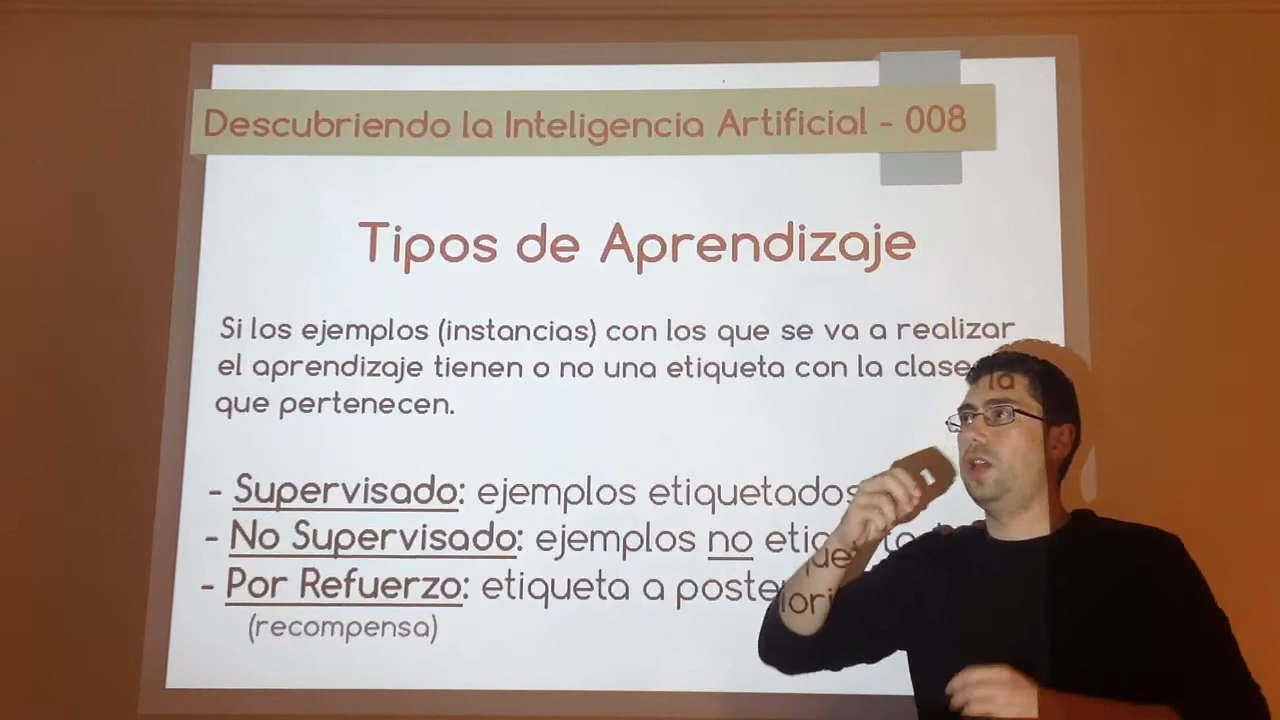 Descubriendo la Inteligencia Artificial - 008
Tipos de Aprendizaje
Si los ejemplos (instancias) con los que se va a realizar
el aprendizaje tienen o no una etiqueta con la clase la
que pertenecen.
- Supervisado: ejemplos etiquetados
- No Supervisado: ejemplos no
- Por Refuerzo: etiqueta a posteriori
(recompensa)